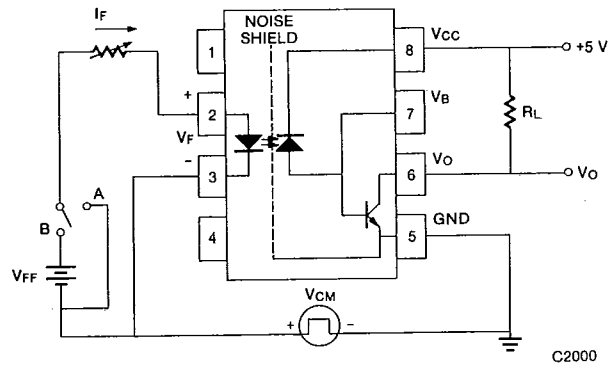 IF
NOISE
SHIELD
1
8
VCC
+5 V
+
2
VB
7
RL
VF
-
3
VO
6
VO
A
B
4
GND
5
VFF
VCM
+
-
C2000